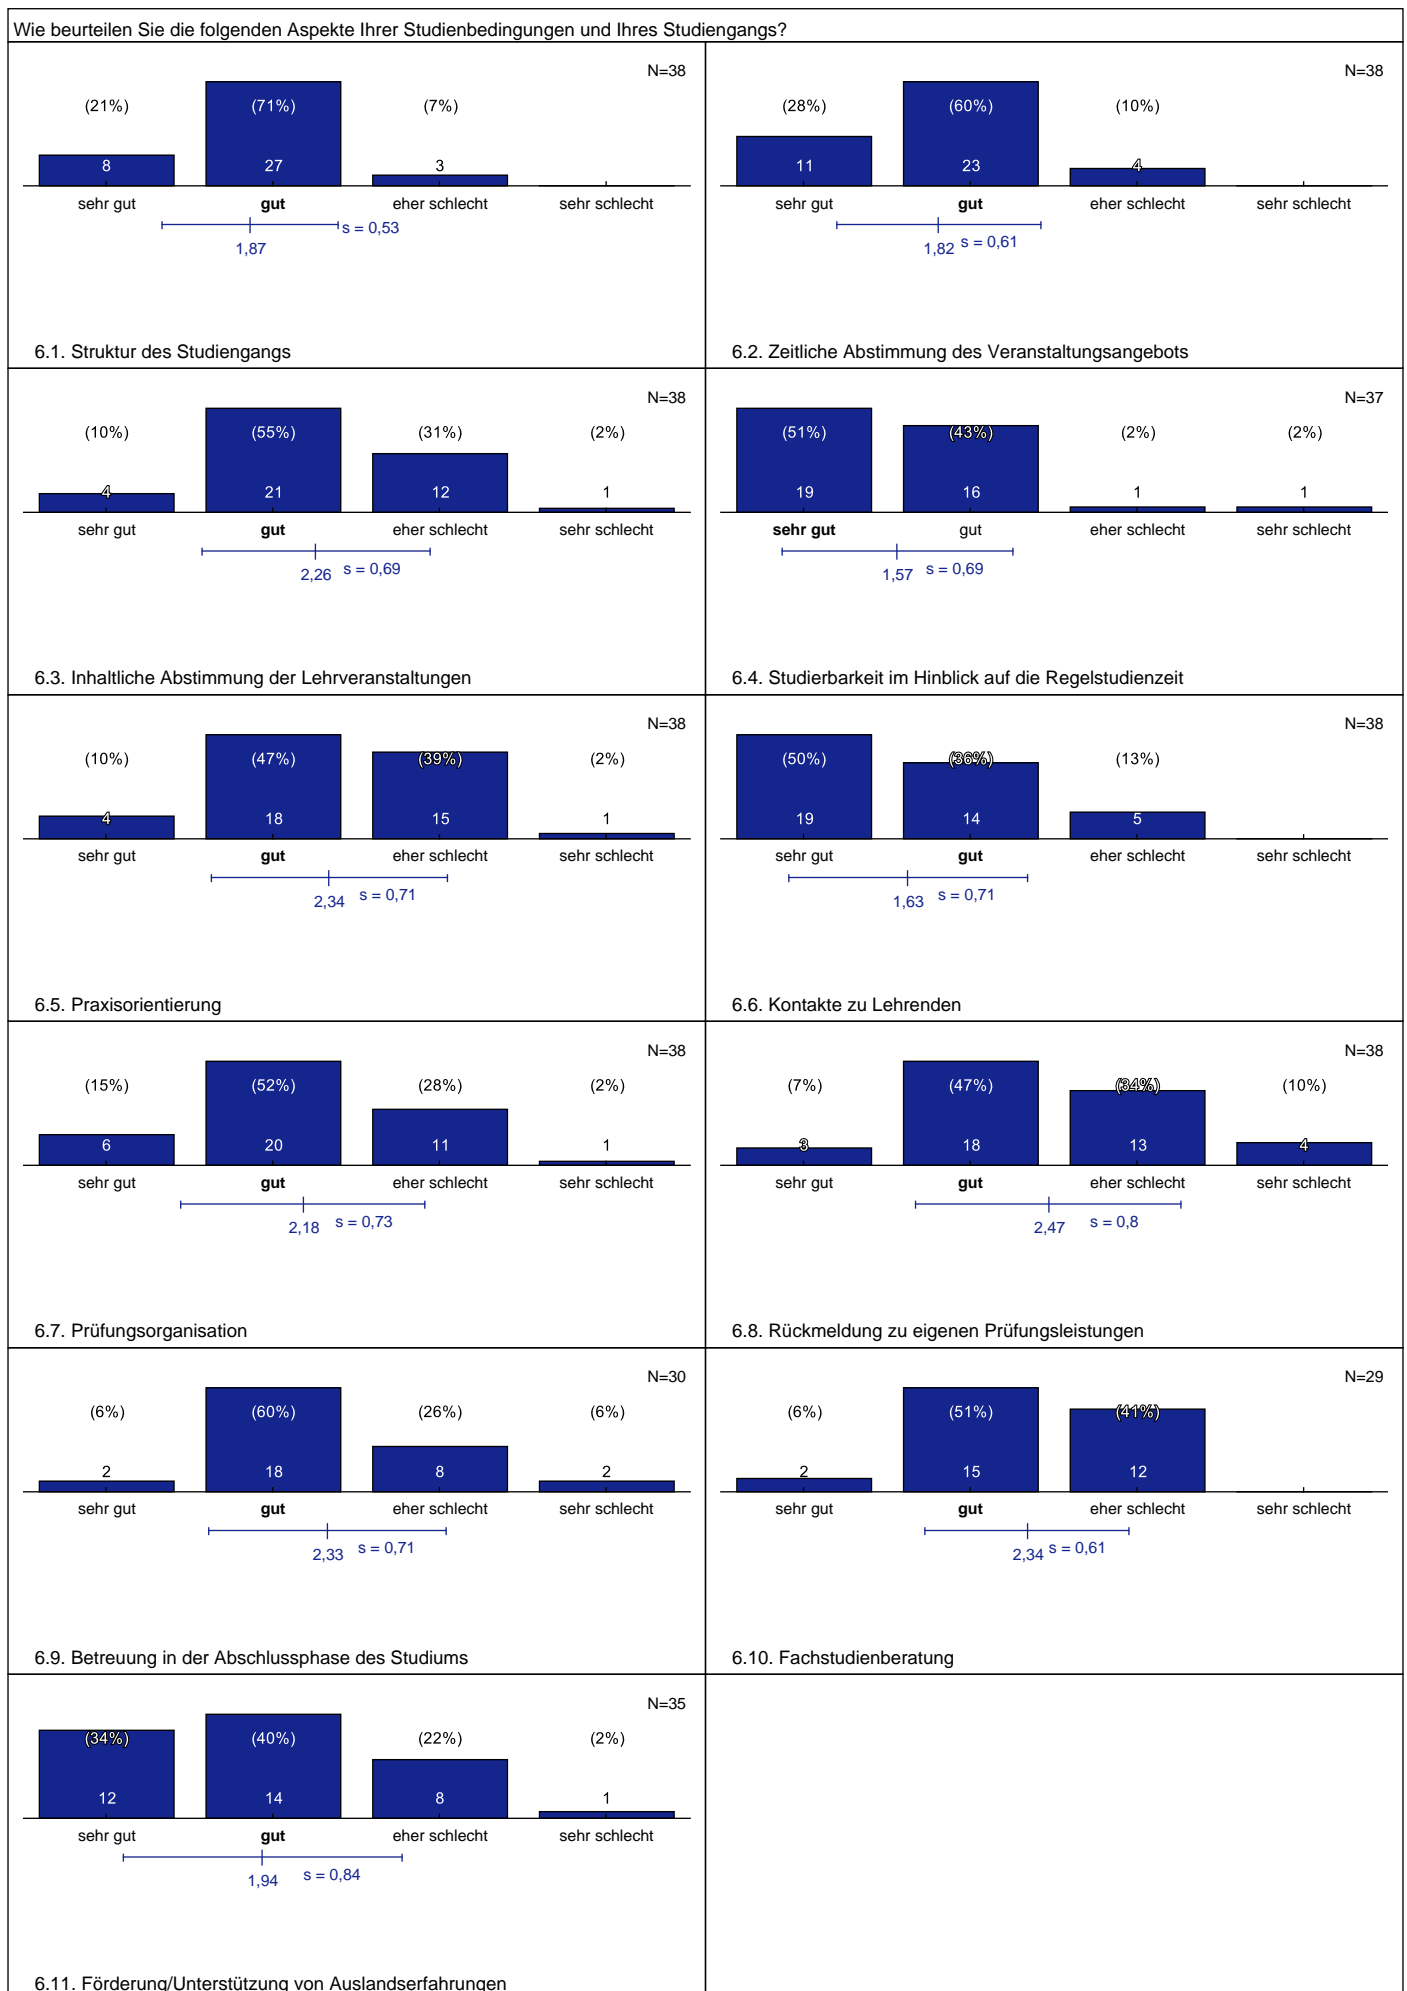 Wie beurteilen Sie die folgenden Aspekte Ihrer Studienbedingungen und Ihres Studiengangs?
N=38
(21%) (71%) (7%)
8 27 3
sehr gut gut eher schlecht sehr schlecht
s = 0,53
1,87
6.1. Struktur des Studiengangs
N=38
(28%) (60%) (10%)
11 23 4
sehr gut gut eher schlecht sehr schlecht
1,82 s = 0,61
6.2. Zeitliche Abstimmung des Veranstaltungsangebots
N=38
(10%) (55%) (31%) (2%)
4 21 12 1
sehr gut gut eher schlecht sehr schlecht
2,26 s = 0,69
6.3. Inhaltliche Abstimmung der Lehrveranstaltungen
N=37
(51%) (43%) (2%) (2%)
19 16 1 1
sehr gut gut eher schlecht sehr schlecht
1,57 s = 0,69
6.4. Studierbarkeit im Hinblick auf die Regelstudienzeit
N=38
(10%) (47%) (39%) (2%)
4 18 15 1
sehr gut gut eher schlecht sehr schlecht
2,34 s = 0,71
6.5. Praxisorientierung
N=38
(50%) (36%) (13%)
19 14 5
sehr gut gut eher schlecht sehr schlecht
1,63 s = 0,71
6.6. Kontakte zu Lehrenden
N=38
(15%) (52%) (28%) (2%)
6 20 11 1
sehr gut gut eher schlecht sehr schlecht
2,18 s = 0,73
6.7. Prüfungsorganisation
N=38
(7%) (47%) (34%) (10%)
3 18 13 4
sehr gut gut eher schlecht sehr schlecht
2,47 s = 0,8
6.8. Rückmeldung zu eigenen Prüfungsleistungen
N=30
(6%) (60%) (26%) (6%)
2 18 8 2
sehr gut gut eher schlecht sehr schlecht
2,33 s = 0,71
6.9. Betreuung in der Abschlussphase des Studiums
N=29
(6%) (51%) (41%)
2 15 12
sehr gut gut eher schlecht sehr schlecht
2,34 s = 0,61
6.10. Fachstudienberatung
N=35
(34%) (40%) (22%) (2%)
12 14 8 1
sehr gut gut eher schlecht sehr schlecht
1,94 s = 0,84
6.11. Förderung/Unterstützung von Auslandserfahrungen